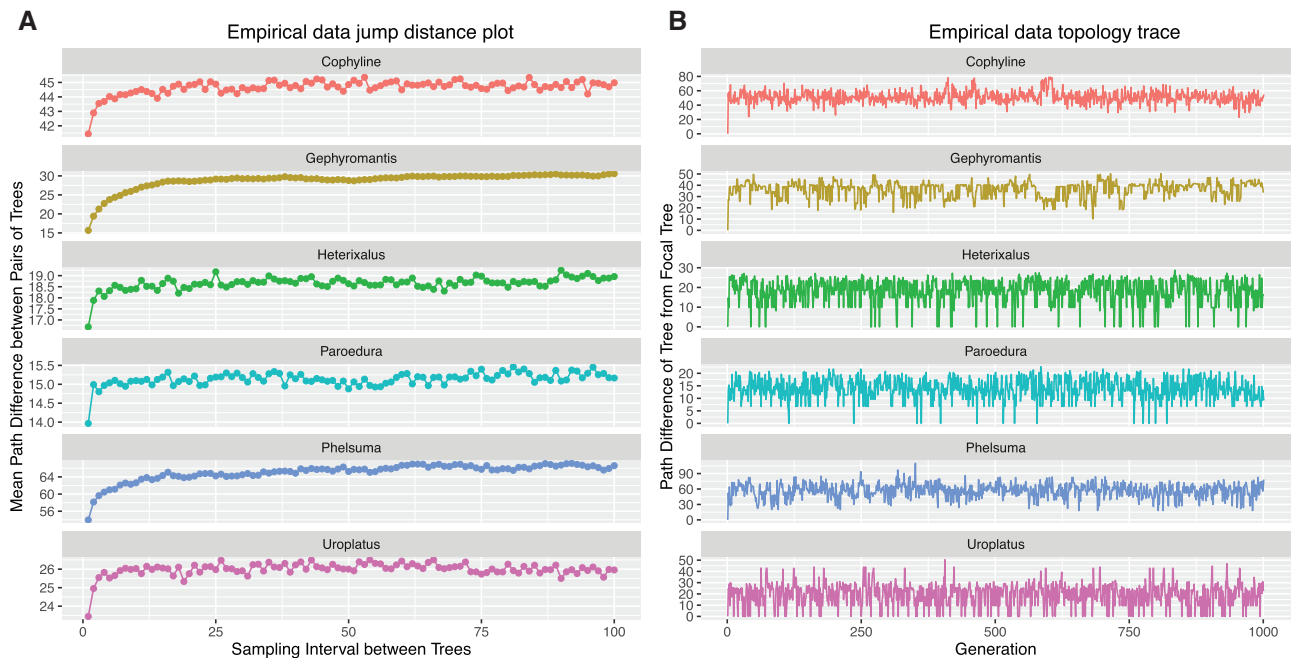 A
Empirical data jump distance plot
Mean Path Difference between Pairs of Trees
Cophyline
45
44
43
42
Gephyromantis
30
25
20
15
Heterixalus
19.0
18.5
18.0
17.5
17.0
Paroedura
15.5
15.0
14.5
14.0
Phelsuma
64
60
56
Uroplatus
26
25
24
0 25 50 75 100
Sampling Interval between Trees
B
Empirical data topology trace
Path Difference of Tree from Focal Tree
Cophyline
80
60
40
20
0
Gephyromantis
50
40
30
20
10
0
Heterixalus
30
20
10
0
Paroedura
20
15
10
5
0
Phelsuma
90
60
30
0
Uroplatus
50
40
30
20
10
0
0 250 500 750 1000
Generation